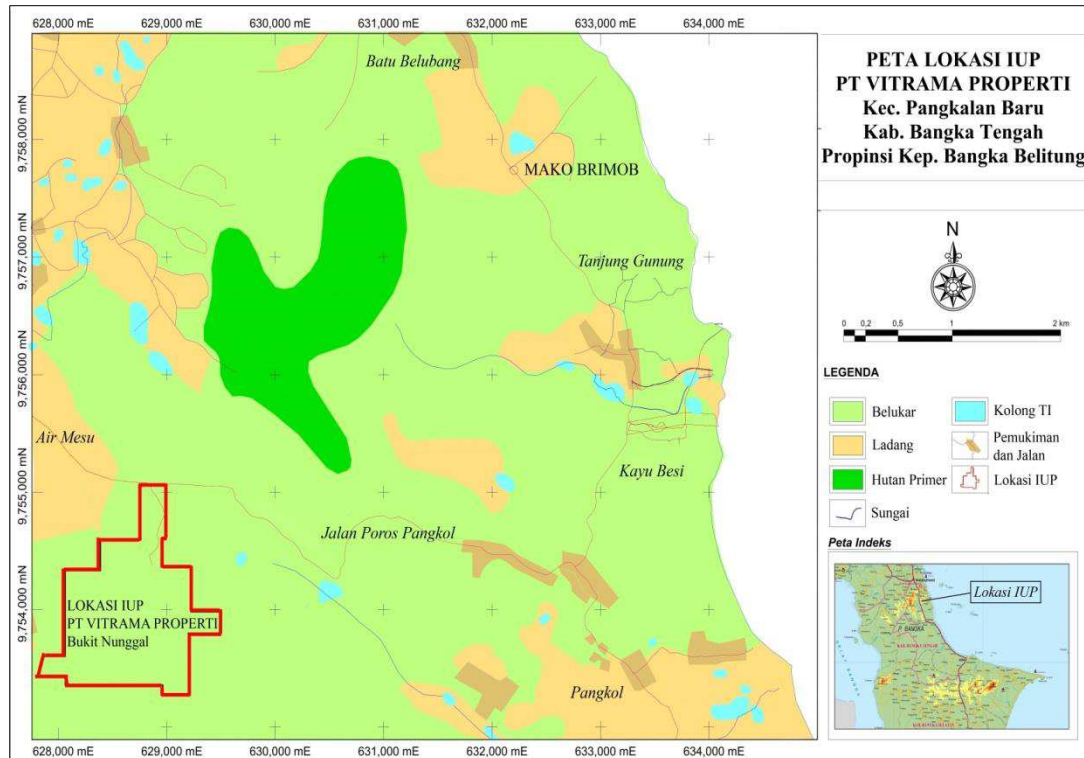 628,000 mE 629,000 mE 630,000 mE 631,000 mE 632,000 mE 633,000 mE 634,000 mE
9,758,000 mN
9,757,000 mN
9,756,000 mN
9,755,000 mN
9,754,000 mN
Batu Belubang
MAKO BRIMOB
Tanjung Gunung
Air Mesu
Kayu Besi
Jalan Poros Pangkol
LOKASI IUP
PT VITRAMA PROPERTI
Bukit Nunggal
Pangkol
628,000 mE 629,000 mE 630,000 mE 631,000 mE 632,000 mE 633,000 mE 634,000 mE
PETA LOKASI IUP
PT VITRAMA PROPERTI
Kec. Pangkalan Baru
Kab. Bangka Tengah
Propinsi Kep. Bangka Belitung
N
0 0,2 0,5 1 2 km
LEGENDA
Belukar
Ladang
Hutan Primer
Sungai
Kolong TI
Pemukiman
dan Jalan
Lokasi IUP
Peta Indeks
Lokasi IUP
P. BANGKA